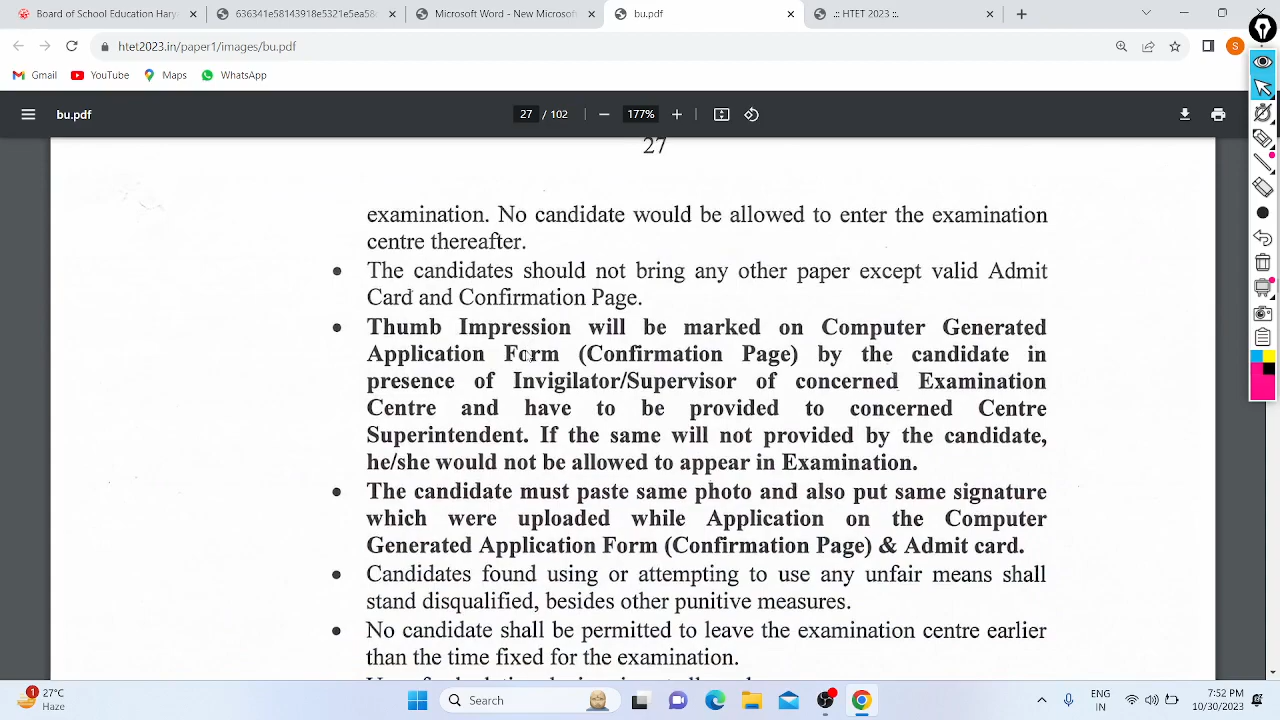 Board of School Education Hary
636341e58143918e5321e5ea58
Microsoft Word - New Microsof
bu.pdf
:: HTET 2023 ::
htet2023.in/paper1/images/bu.pdf
S
Gmail
YouTube
Maps
WhatsApp
bu.pdf
27 / 102
177%
27
examination. No candidate would be allowed to enter the examination
centre thereafter.
• The candidates should not bring any other paper except valid Admit
Card and Confirmation Page.
• Thumb Impression will be marked on Computer Generated
Application Form (Confirmation Page) by the candidate in
presence of Invigilator/Supervisor of concerned Examination
Centre and have to be provided to concerned Centre
Superintendent. If the same will not provided by the candidate,
he/she would not be allowed to appear in Examination.
• The candidate must paste same photo and also put same signature
which were uploaded while Application on the Computer
Generated Application Form (Confirmation Page) & Admit card.
• Candidates found using or attempting to use any unfair means shall
stand disqualified, besides other punitive measures.
• No candidate shall be permitted to leave the examination centre earlier
than the time fixed for the examination.
1
27°C
Haze
Search
ENG
IN
7:52 PM
10/30/2023